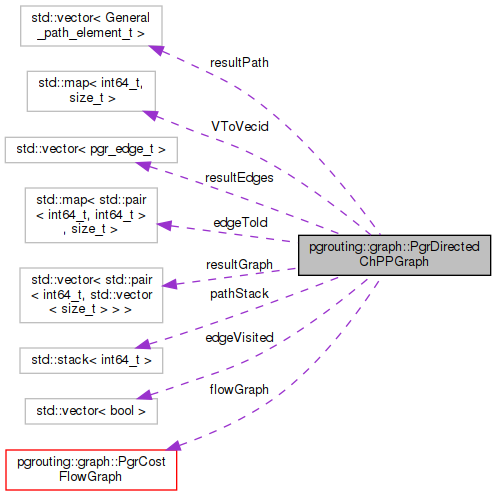 std::vector< General
_path_element_t >
resultPath
std::map< int64_t,
size_t >
VToVecid
std::vector< pgr_edge_t >
resultEdges
std::map< std::pair
< int64_t, int64_t >
, size_t >
edgeToId
pgrouting::graph::PgrDirected
ChPPGraph
resultGraph
std::vector< std::pair
< int64_t, std::vector
< size_t > > >
pathStack
std::stack< int64_t >
edgeVisited
std::vector< bool >
flowGraph
pgrouting::graph::PgrCost
FlowGraph